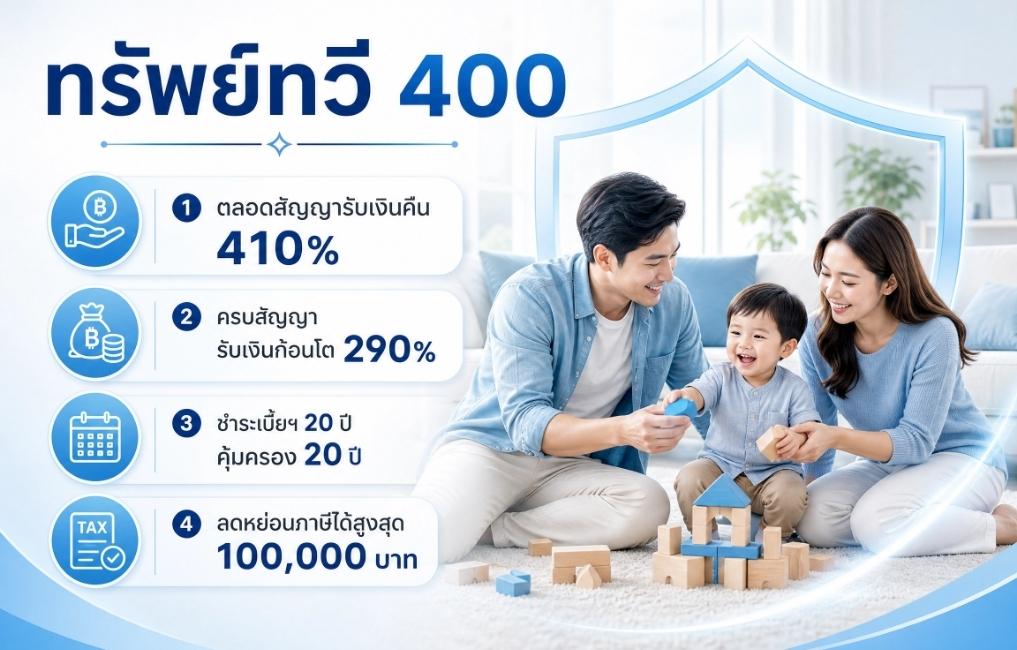 ทรัพย์ทวี 400
1 ตลอดสัญญารับเงินคืน
410%
2 ครบสัญญา
รับเงินก้อนโต 290%
3 ชำระเบี้ยฯ 20 ปี
คุ้มครอง 20 ปี
TAX
4 ลดหย่อนภาษีได้สูงสุด
100,000 บาท